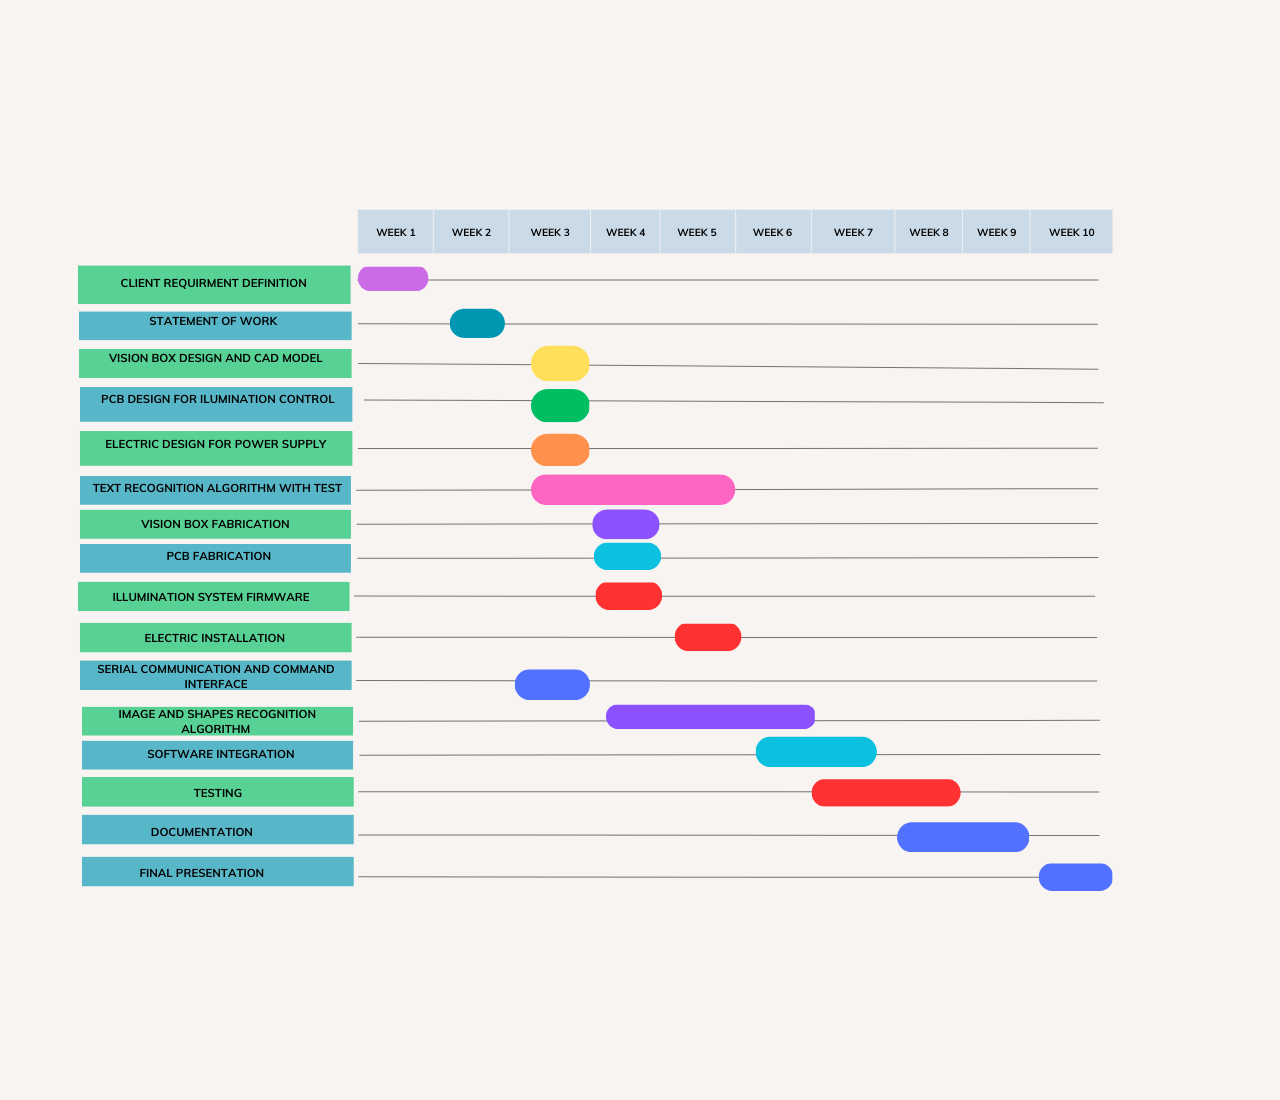 WEEK 1 WEEK 2 WEEK 3 WEEK 4 WEEK 5 WEEK 6 WEEK 7 WEEK 8 WEEK 9 WEEK 10
CLIENT REQUIRMENT DEFINITION
STATEMENT OF WORK
VISION BOX DESIGN AND CAD MODEL
PCB DESIGN FOR ILUMINATION CONTROL
ELECTRIC DESIGN FOR POWER SUPPLY
TEXT RECOGNITION ALGORITHM WITH TEST
VISION BOX FABRICATION
PCB FABRICATION
ILLUMINATION SYSTEM FIRMWARE
ELECTRIC INSTALLATION
SERIAL COMMUNICATION AND COMMAND
INTERFACE
IMAGE AND SHAPES RECOGNITION
ALGORITHM
SOFTWARE INTEGRATION
TESTING
DOCUMENTATION
FINAL PRESENTATION